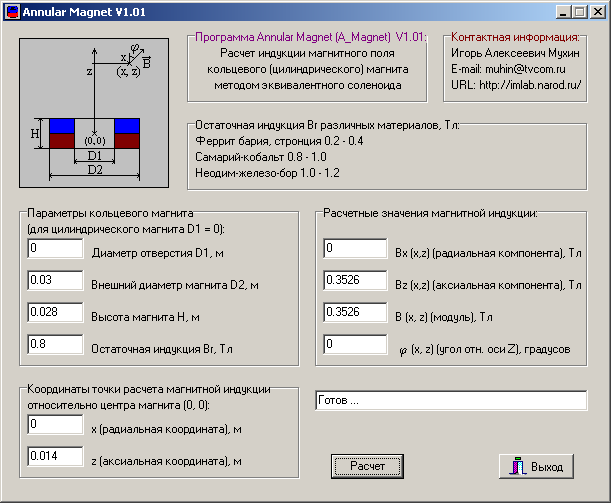 Annular Magnet V1.01
x
φ
z
(x, z)
B
H
(0,0)
D1
D2
Программа Annular Magnet (A_Magnet) V1.01:
Расчет индукции магнитного поля
кольцевого (цилиндрического) магнита
методом эквивалентного соленоида
Контактная информация:
Игорь Алексеевич Мухин
E-mail: muhin@tvcom.ru
URL: http://imlab.narod.ru/
Остаточная индукция Br различных материалов, Тл:
Феррит бария, стронция 0.2 - 0.4
Самарий-кобальт 0.8 - 1.0
Неодим-железо-бор 1.0 - 1.2
Параметры кольцевого магнита
(для цилиндрического магнита D1 = 0):
0 Диаметр отверстия D1, м
0.03 Внешний диаметр магнита D2, м
0.028 Высота магнита H, м
0.8 Остаточная индукция Br, Тл
Расчетные значения магнитной индукции:
0 Bx (x,z) (радиальная компонента), Тл
0.3526 Bz (x,z) (аксиальная компонента), Тл
0.3526 B (x, z) (модуль), Тл
0 φ (x, z) (угол отн. оси Z), градусов
Координаты точки расчета магнитной индукции
относительно центра магнита (0, 0):
0 x (радиальная координата), м
0.014 z (аксиальная координата), м
Готов ...
Расчет
Выход